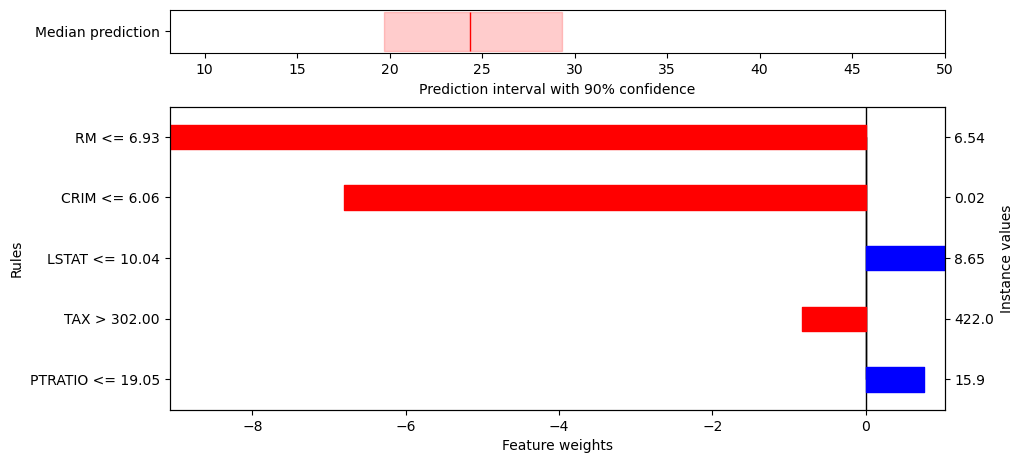 Median prediction
10 15 20 25 30 35 40 45 50
Prediction interval with 90% confidence
RM <= 6.93 6.54
CRIM <= 6.06 0.02
LSTAT <= 10.04 8.65
TAX > 302.00 422.0
PTRATIO <= 19.05 15.9
Rules
Instance values
−8 −6 −4 −2 0
Feature weights